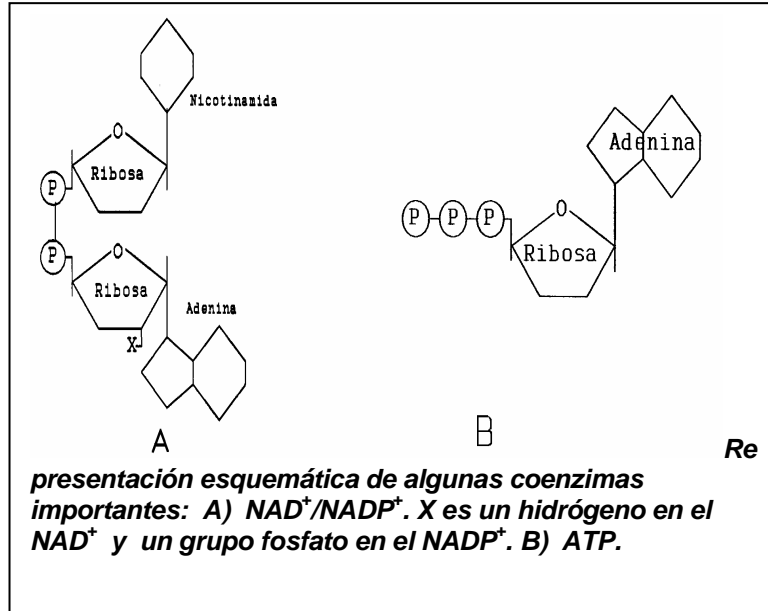 Nicotinamida
O
Ribosa
P
P
O
Ribosa
Adenina
X
A
Adenina
P P P
O
Ribosa
B
Re
presentación esquemática de algunas coenzimas
importantes: A) NAD+/NADP+. X es un hidrógeno en el
NAD+ y un grupo fosfato en el NADP+. B) ATP.